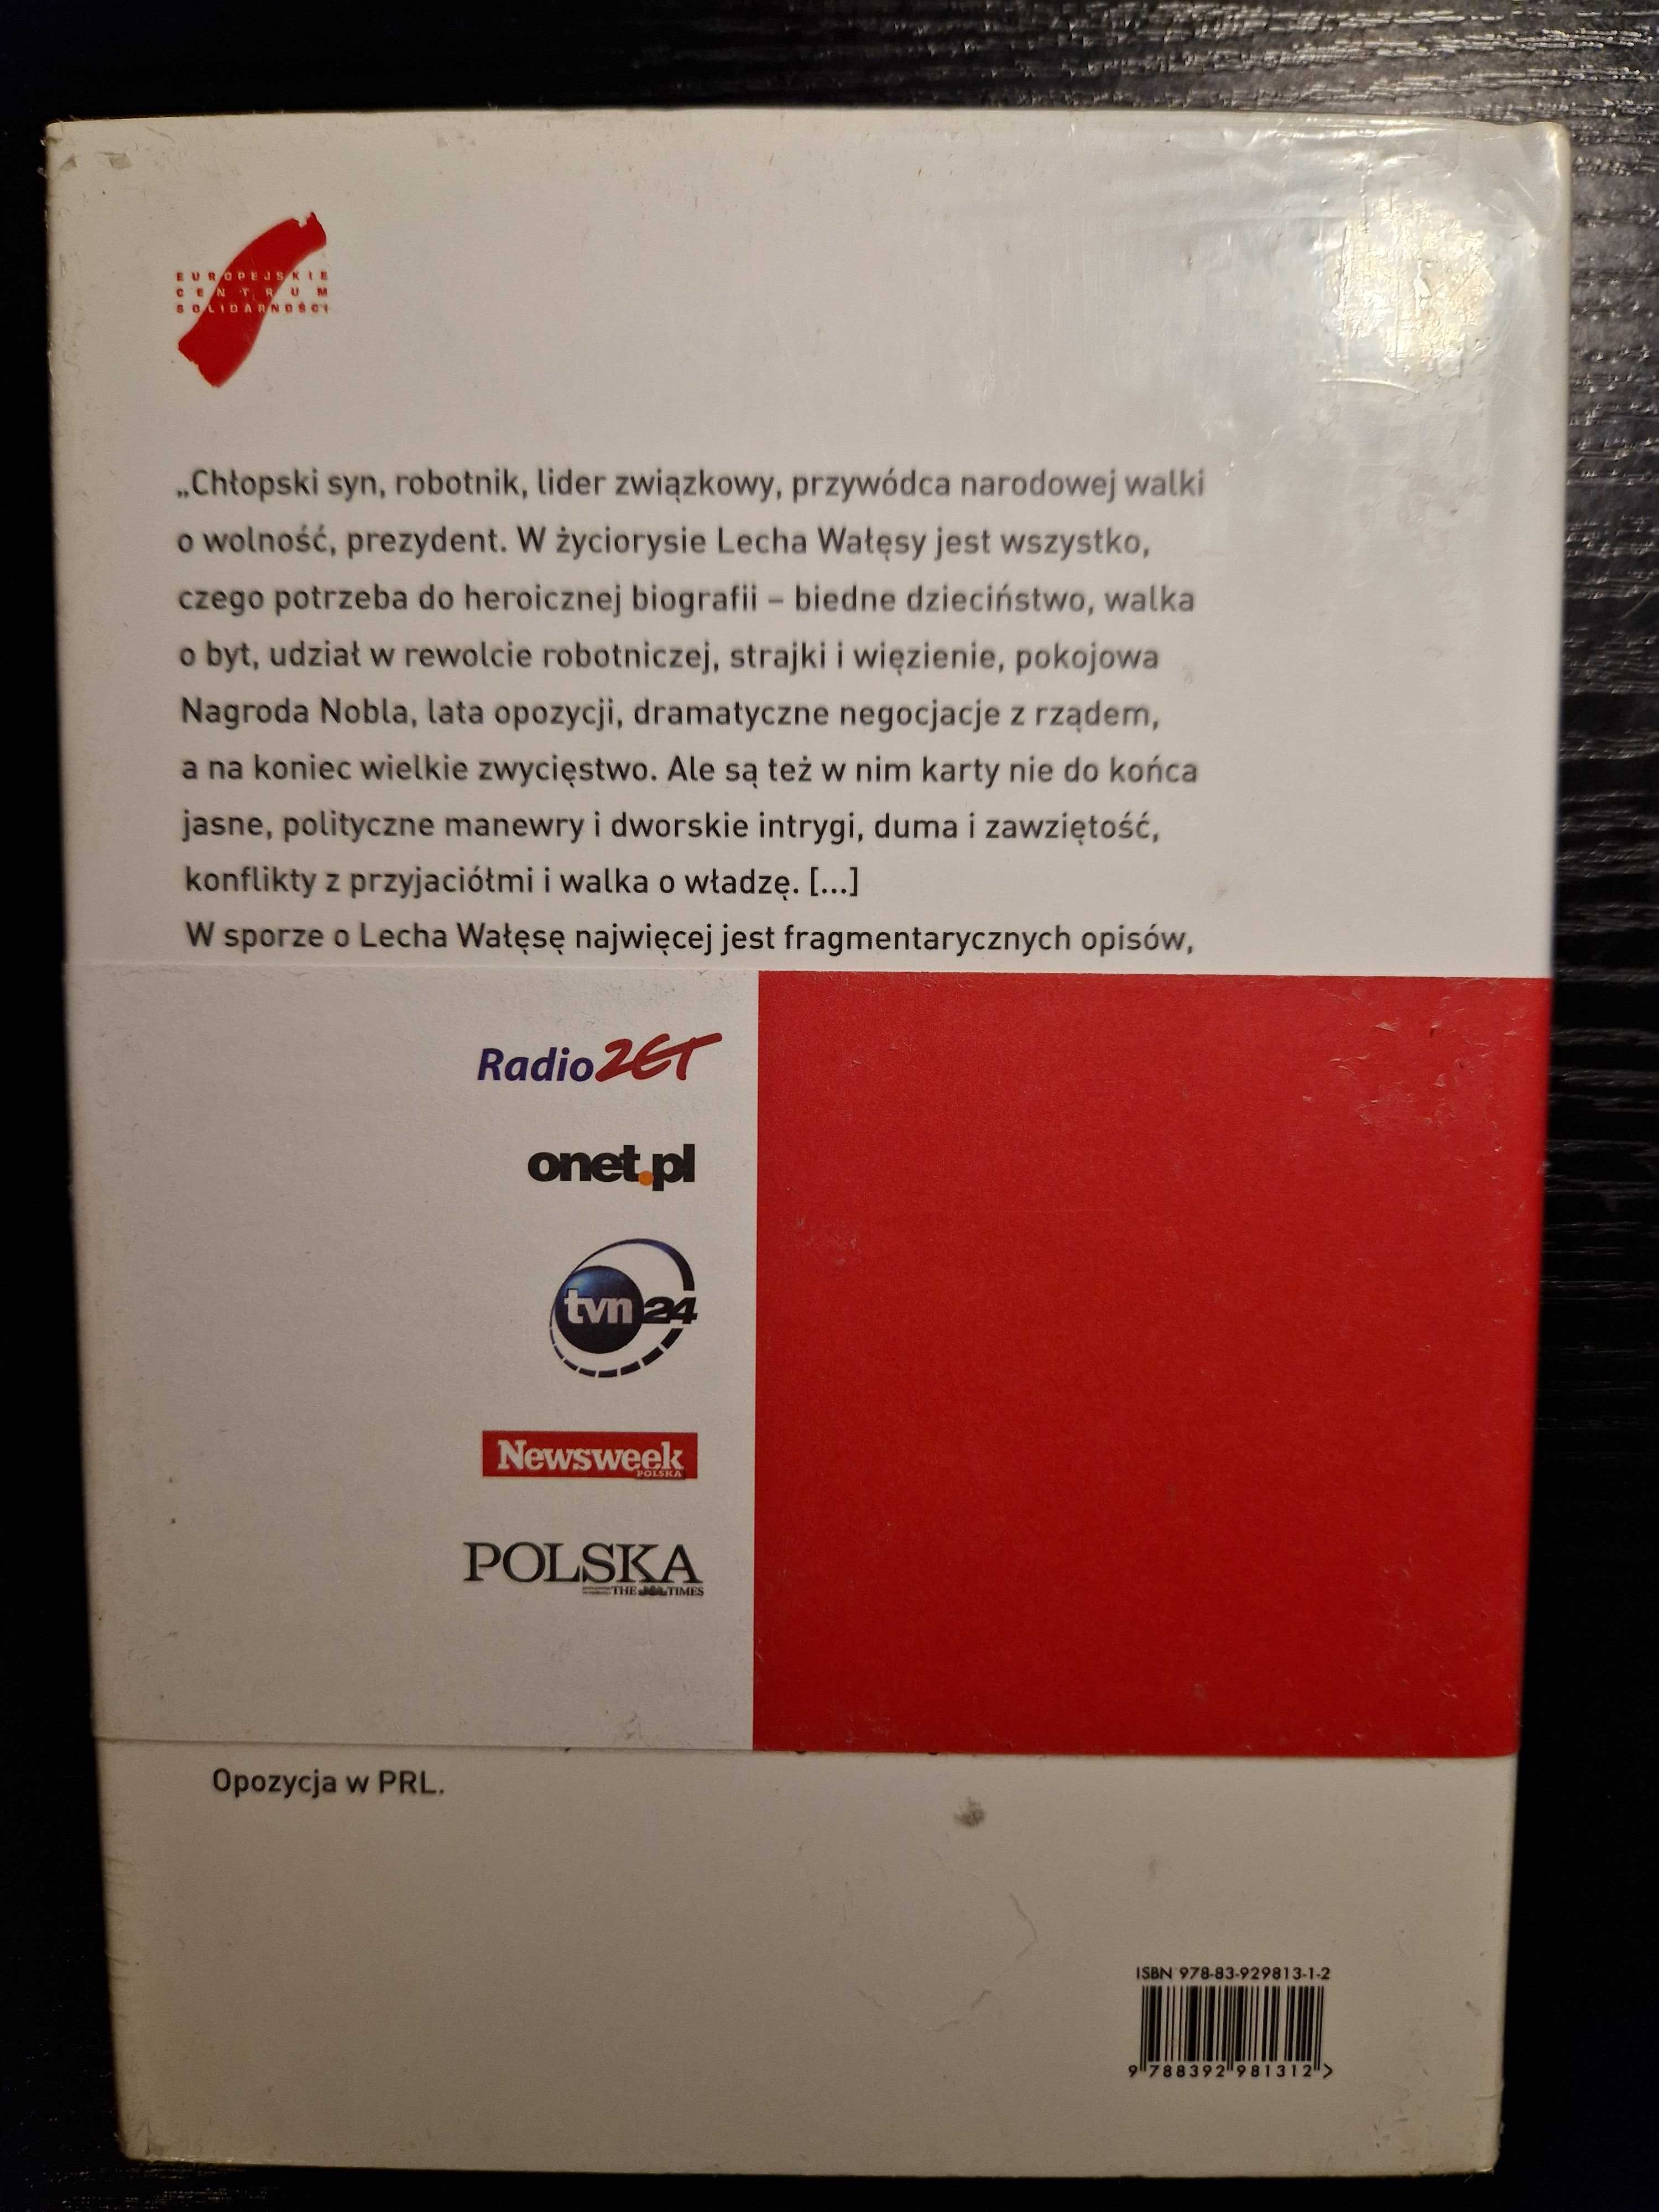 EUROPEJSKIE
CENTRUM
SOLIDARNOŚCI
„Chłopski syn, robotnik, lider związkowy, przywódca narodowej walki
o wolność, prezydent. W życiorysie Lecha Wałęsy jest wszystko,
czego potrzeba do heroicznej biografii – biedne dzieciństwo, walka
o byt, udział w rewolcie robotniczej, strajki i więzienie, pokojowa
Nagroda Nobla, lata opozycji, dramatyczne negocjacje z rządem,
a na koniec wielkie zwycięstwo. Ale są też w nim karty nie do końca
jasne, polityczne manewry i dworskie intrygi, duma i zawziętość,
konflikty z przyjaciółmi i walka o władzę. [...]
W sporze o Lecha Wałęsę najwięcej jest fragmentarycznych opisów,
Radio ZET
onet.pl
tvn24
Newsweek
POLSKA
POLSKA
THE TIMES
Opozycja w PRL.
ISBN 978-83-929813-1-2
9 788392 981312 >